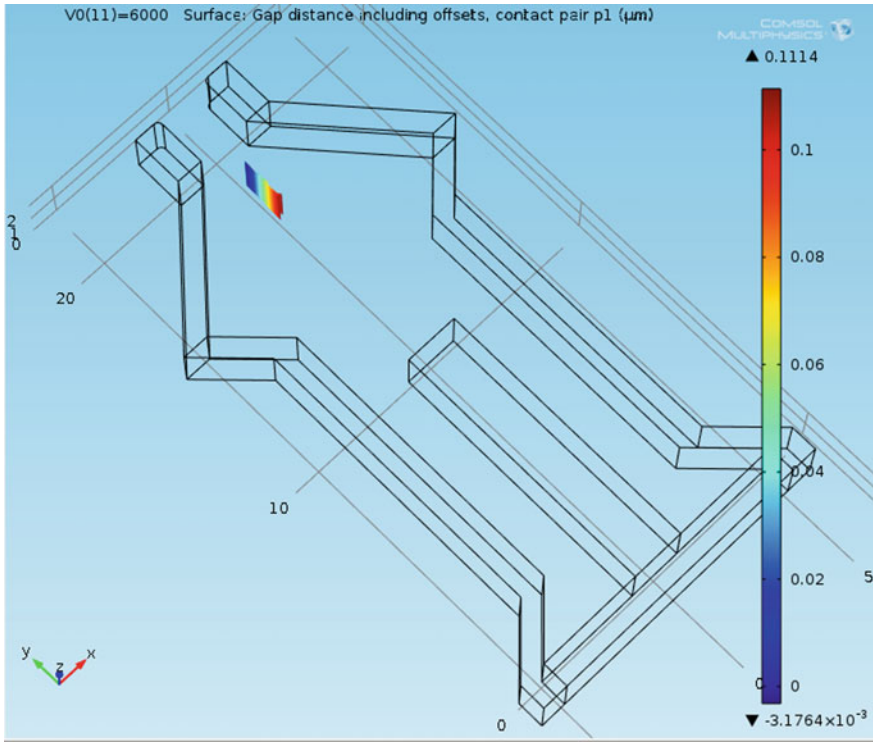 V0(11)=6000 Surface: Gap distance including offsets, contact pair p1 (μm)
COMSOL
MULTIPHYSICS
▲ 0.1114
0.1
0.08
0.06
0.04
0.02
0
▼ -3.1764×10⁻³
2
1
0
20
10
0
0
5
y
z
x